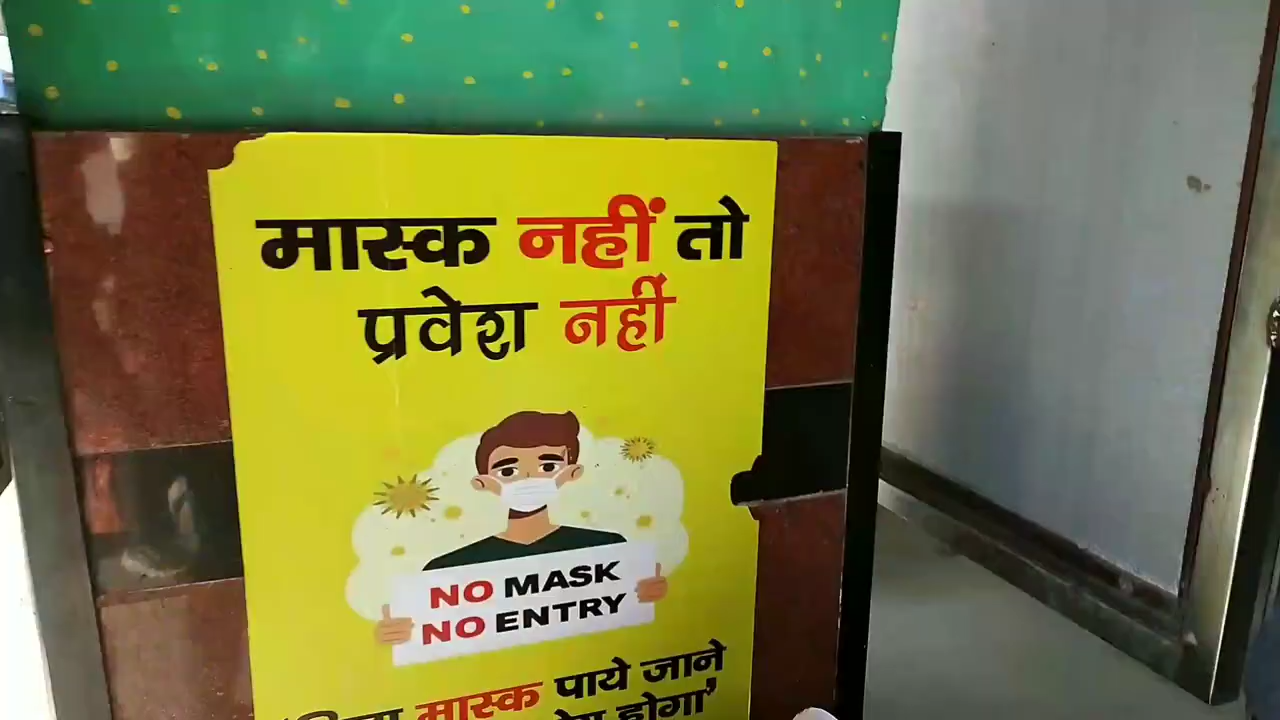 मास्क नहीं तो
प्रवेश नहीं
NO MASK
NO ENTRY
मास्क पाये जाने
होगा'